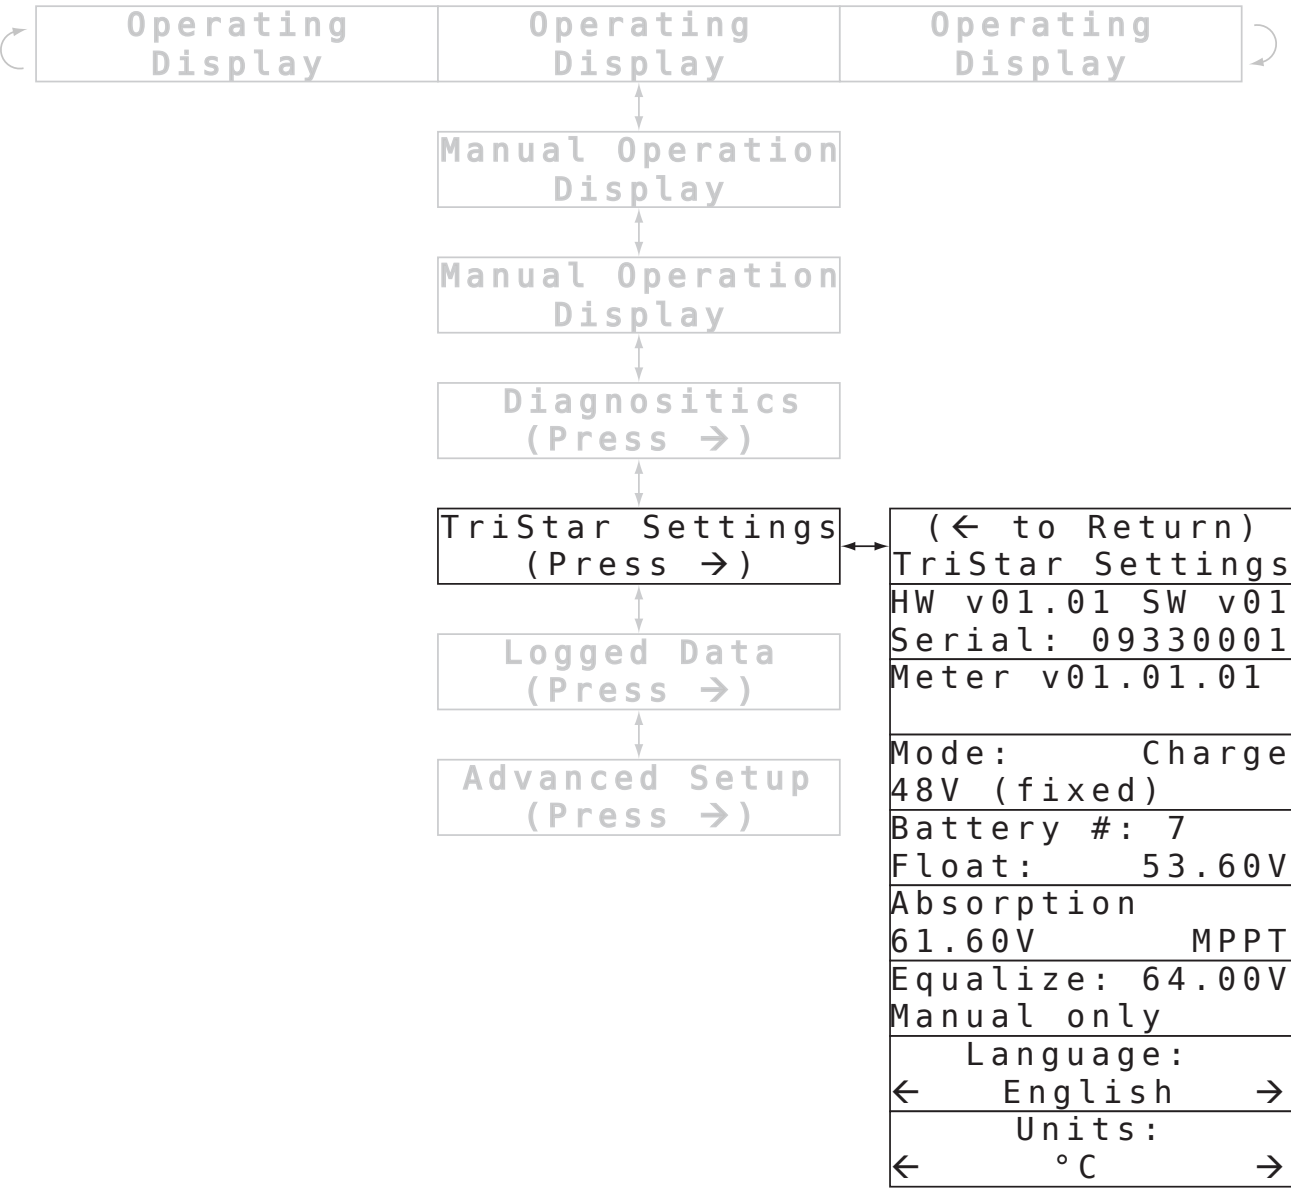 Operating
Display
Operating
Display
Operating
Display
Manual Operation
Display
Manual Operation
Display
Diagnositics
(Press →)
TriStar Settings
(Press →)
Logged Data
(Press →)
Advanced Setup
(Press →)
(← to Return)
TriStar Settings
HW v01.01 SW v01
Serial: 09330001
Meter v01.01.01
Mode: Charge
48V (fixed)
Battery #: 7
Float: 53.60V
Absorption
61.60V MPPT
Equalize: 64.00V
Manual only
Language:
← English →
Units:
← °C →